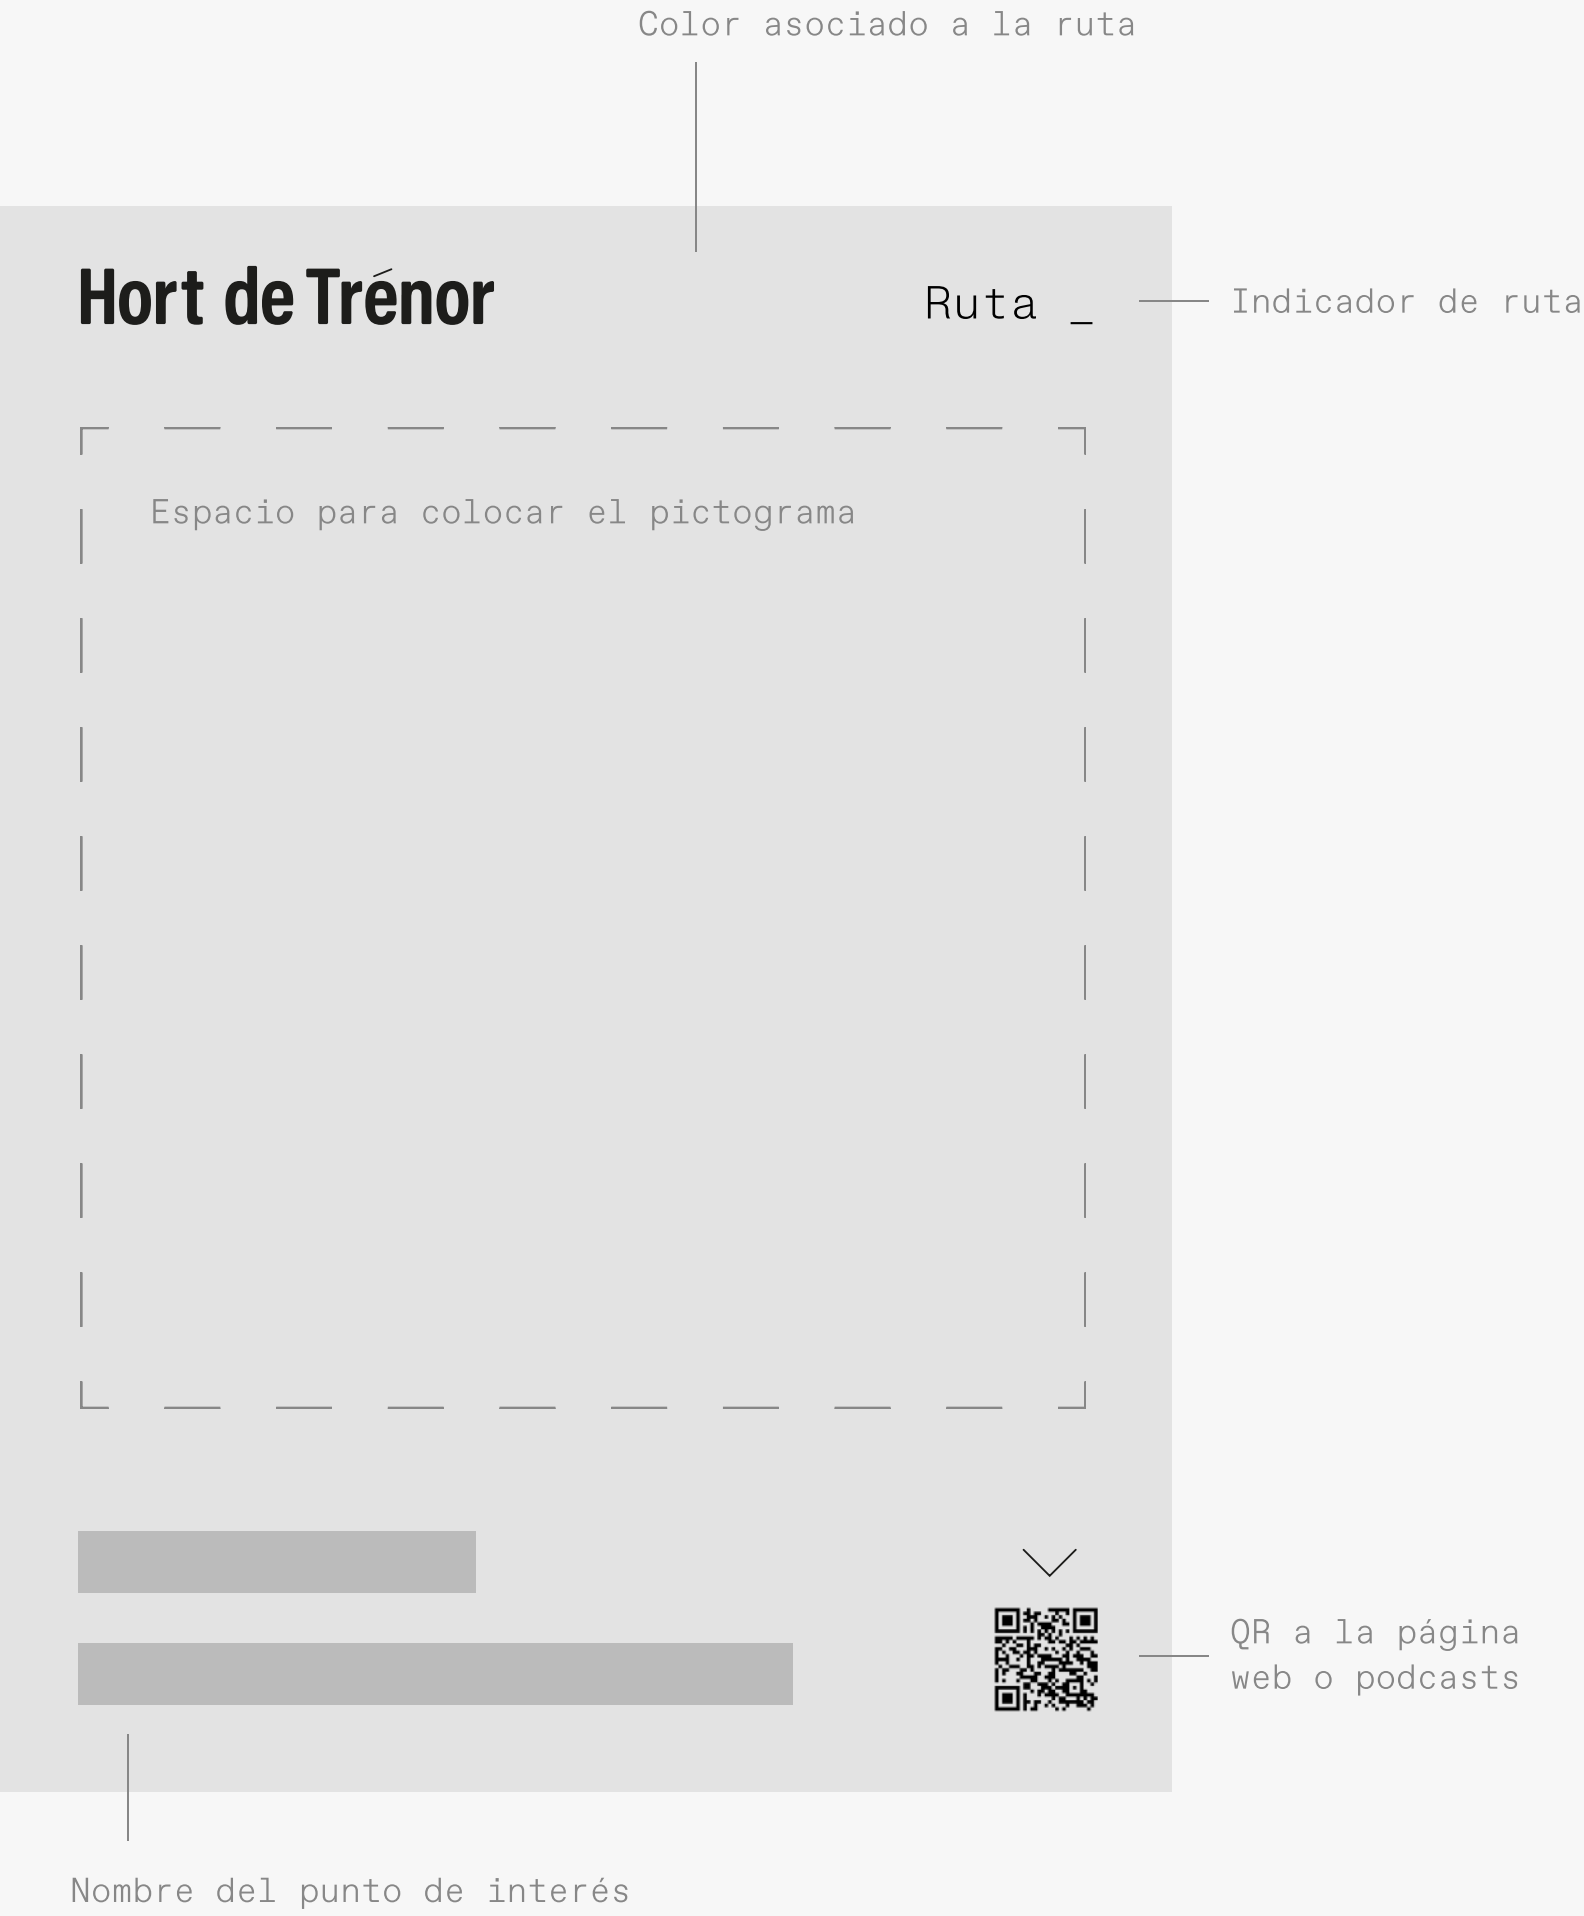 Color asociado a la ruta
Hort de Trénor
Ruta _
Indicador de ruta
Espacio para colocar el pictograma
QR a la página
web o podcasts
Nombre del punto de interés